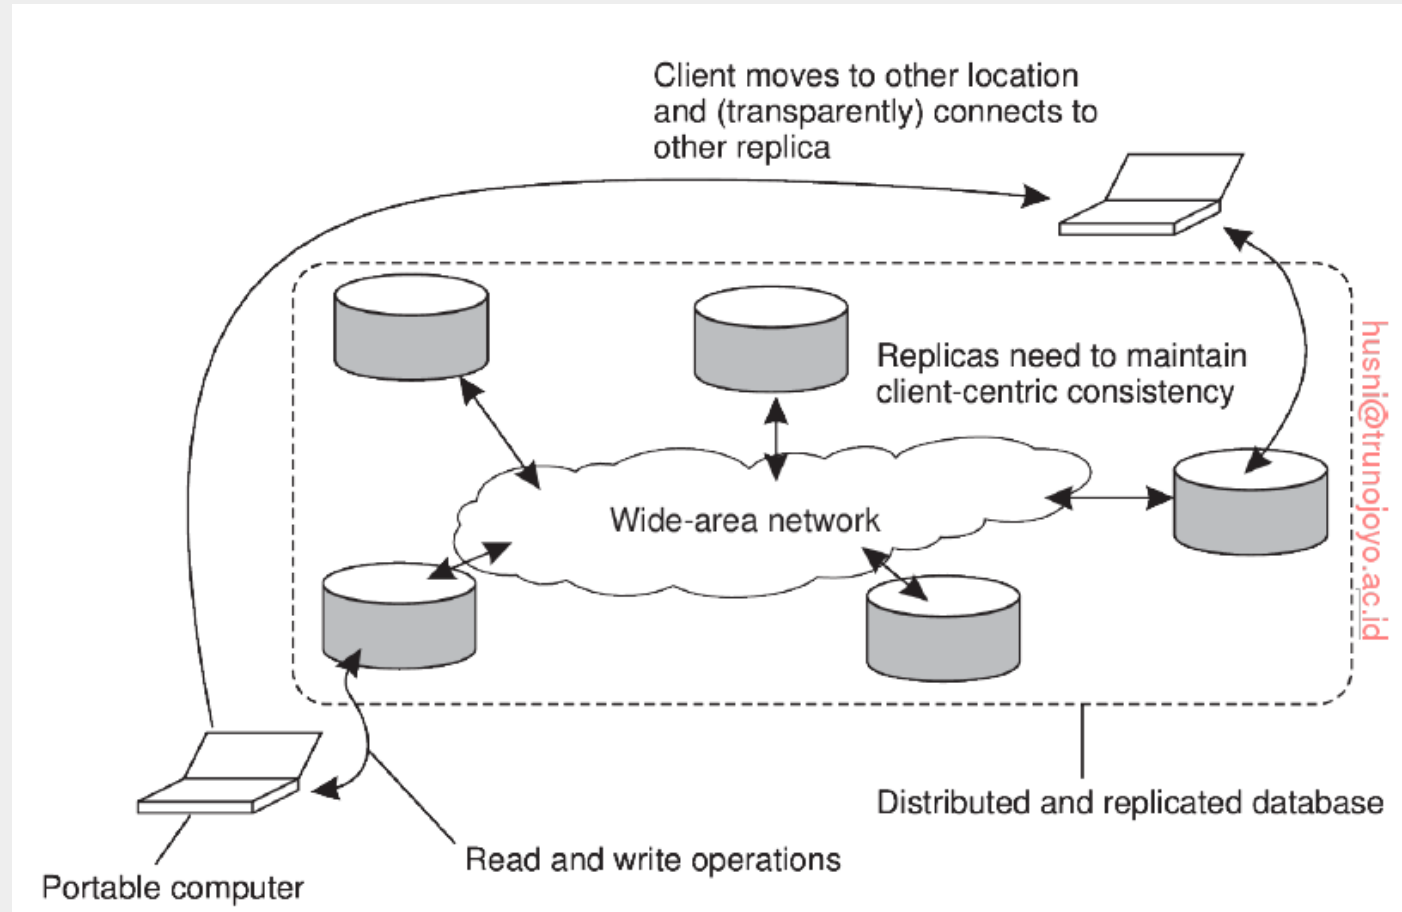 Client moves to other location
and (transparently) connects to
other replica
Replicas need to maintain
client-centric consistency
Wide-area network
husni@trunojoyo.ac.id
Distributed and replicated database
Read and write operations
Portable computer